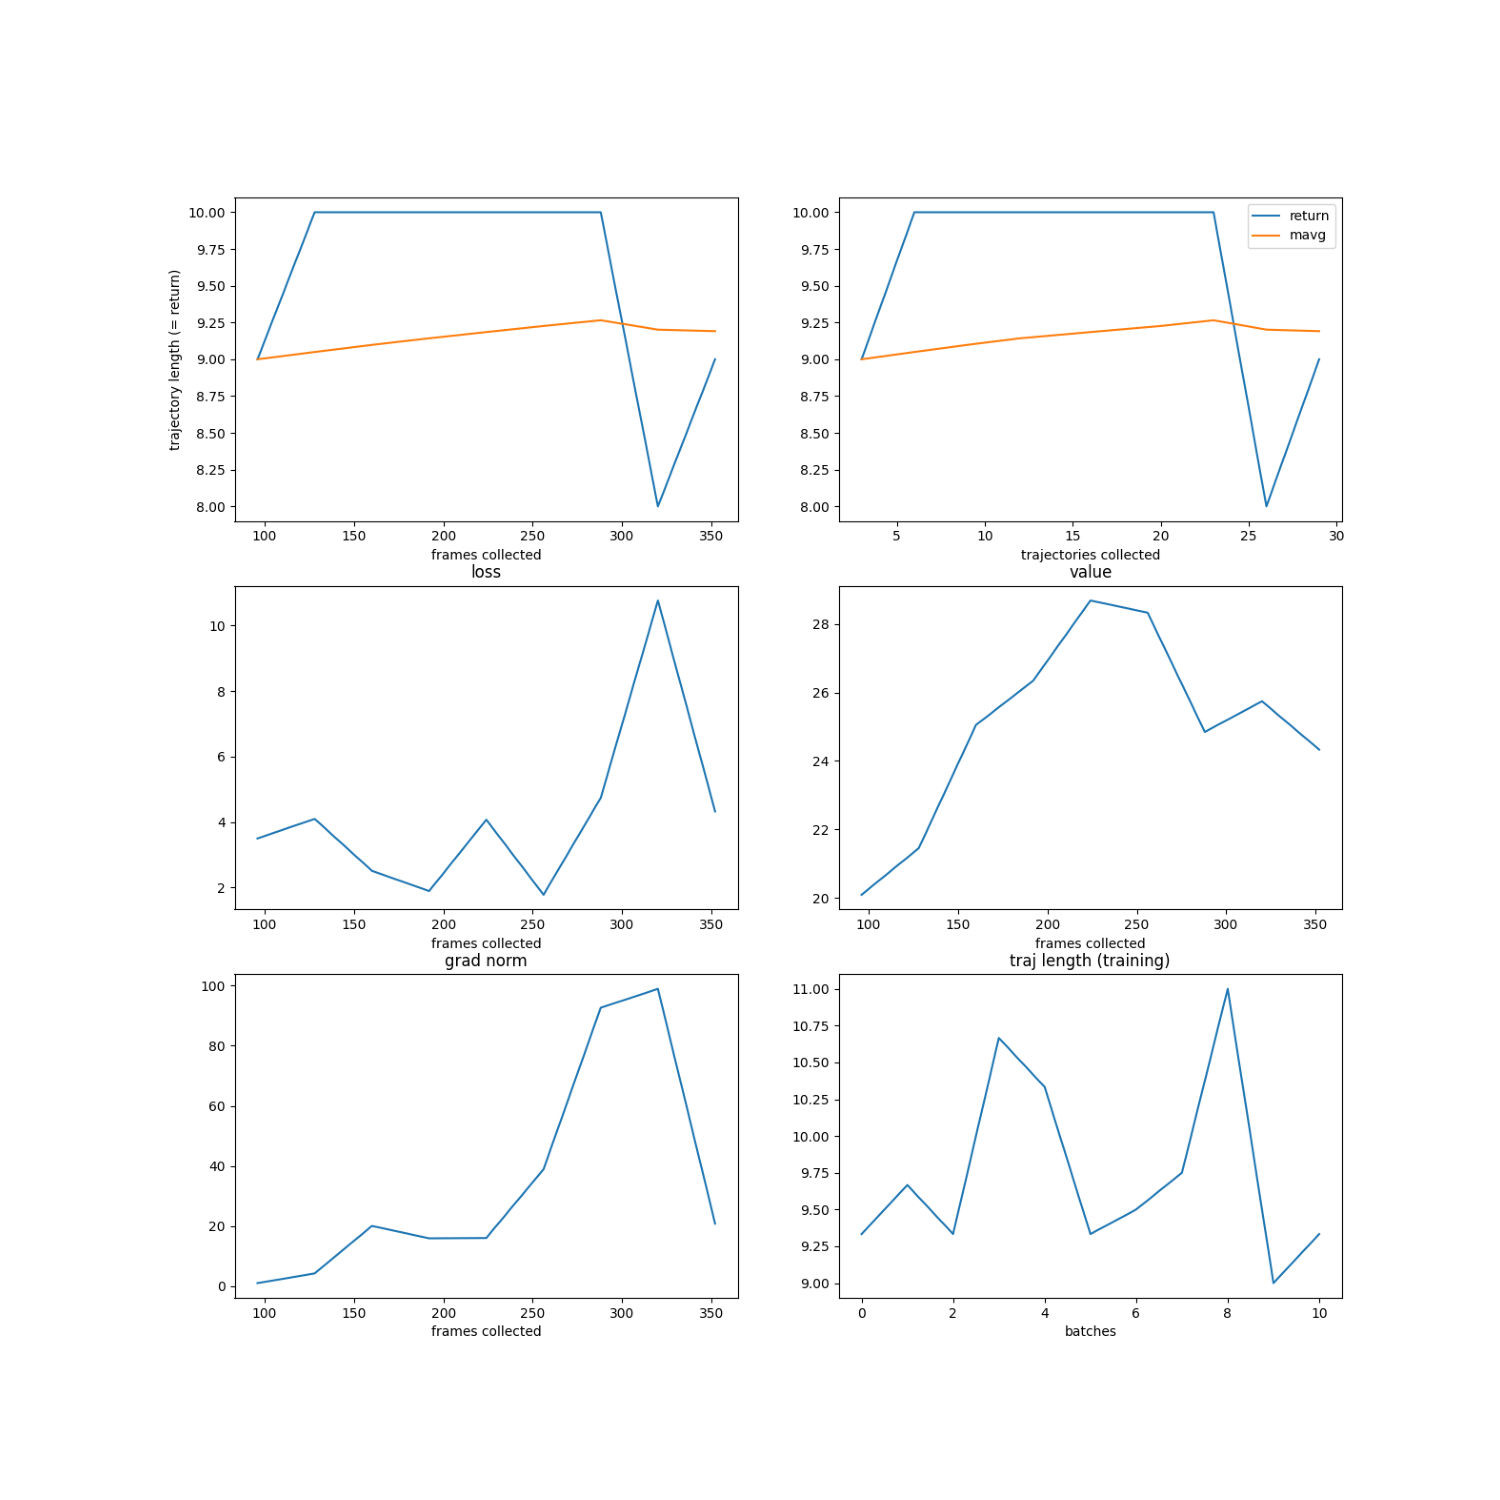 10.00
9.75
9.50
9.25
9.00
8.75
8.50
8.25
8.00
trajectory length (= return)
100 150 200 250 300 350
frames collected
10.00
9.75
9.50
9.25
9.00
8.75
8.50
8.25
8.00
return
mavg
5 10 15 20 25 30
trajectories collected
loss
10
8
6
4
2
100 150 200 250 300 350
frames collected
value
28
26
24
22
20
100 150 200 250 300 350
frames collected
grad norm
100
80
60
40
20
0
100 150 200 250 300 350
frames collected
traj length (training)
11.00
10.75
10.50
10.25
10.00
9.75
9.50
9.25
9.00
0 2 4 6 8 10
batches